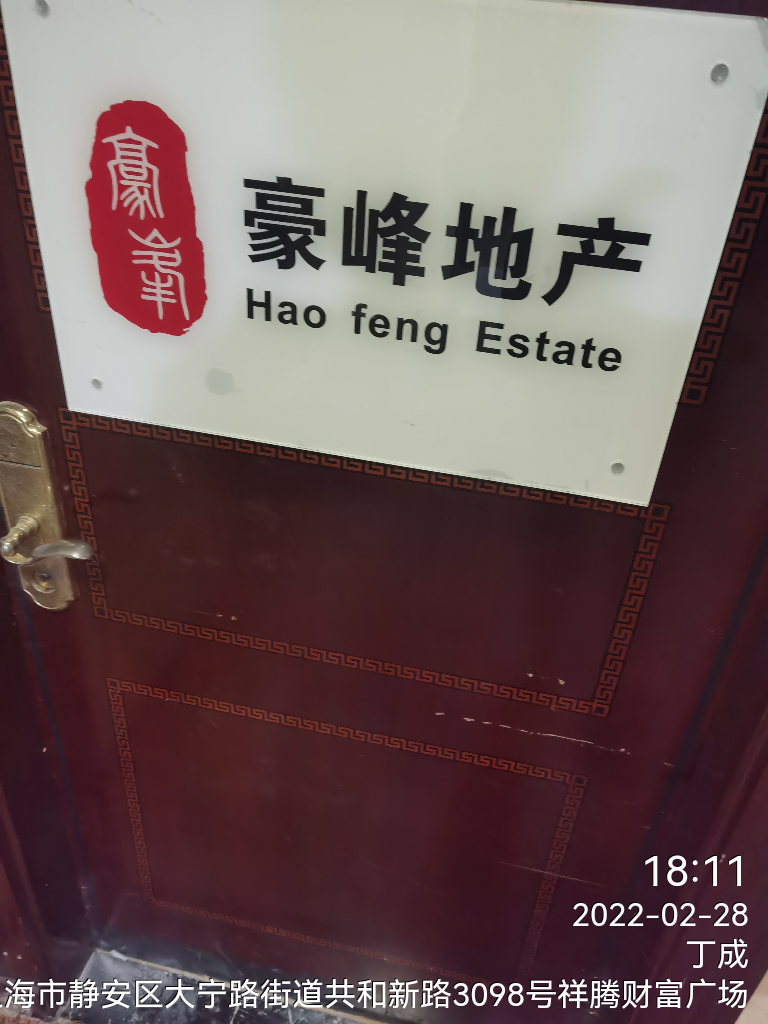 豪峰
豪峰地产
Hao feng Estate
18:11
2022-02-28
丁成
海市静安区大宁路街道共和新路3098号祥腾财富广场